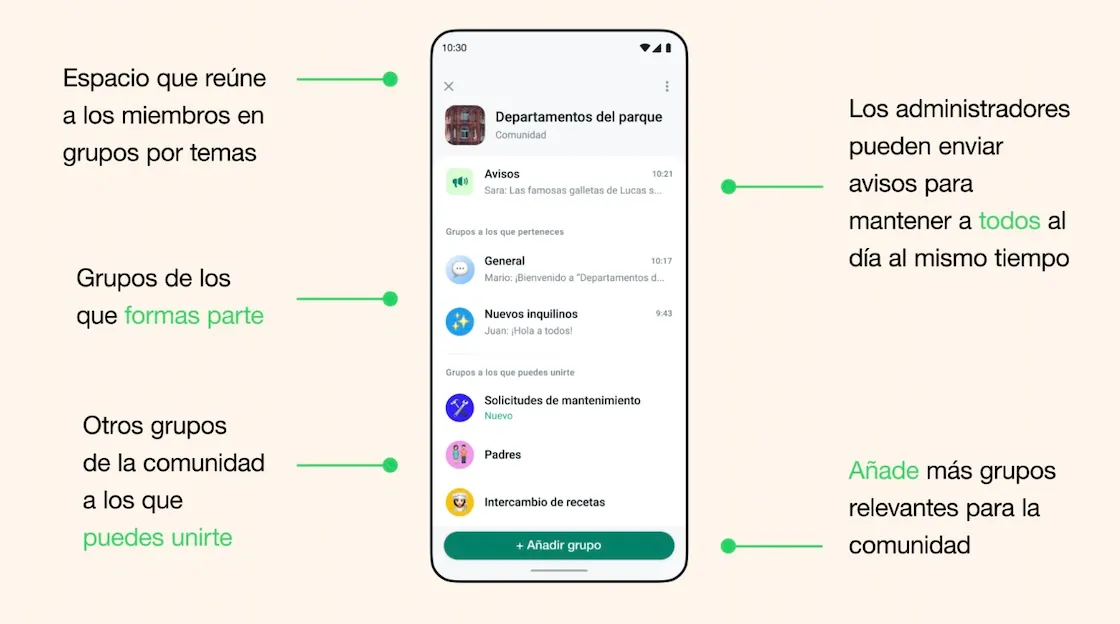 Espacio que reúne
a los miembros en
grupos por temas
Grupos de los
que formas parte
Otros grupos
de la comunidad
a los que
puedes unirte
10:30
Departamentos del parque
Comunidad
Avisos
10:21
Sara: Las famosas galletas de Lucas s...
Grupos a los que perteneces
General
10:17
Mario: ¡Bienvenido a "Departamentos d...
Nuevos inquilinos
9:43
Juan: ¡Hola a todos!
Grupos a los que puedes unirte
Solicitudes de mantenimiento
Nuevo
Padres
Intercambio de recetas
+ Añadir grupo
Los administradores
pueden enviar
avisos para
mantener a todos al
día al mismo tiempo
Añade más grupos
relevantes para la
comunidad